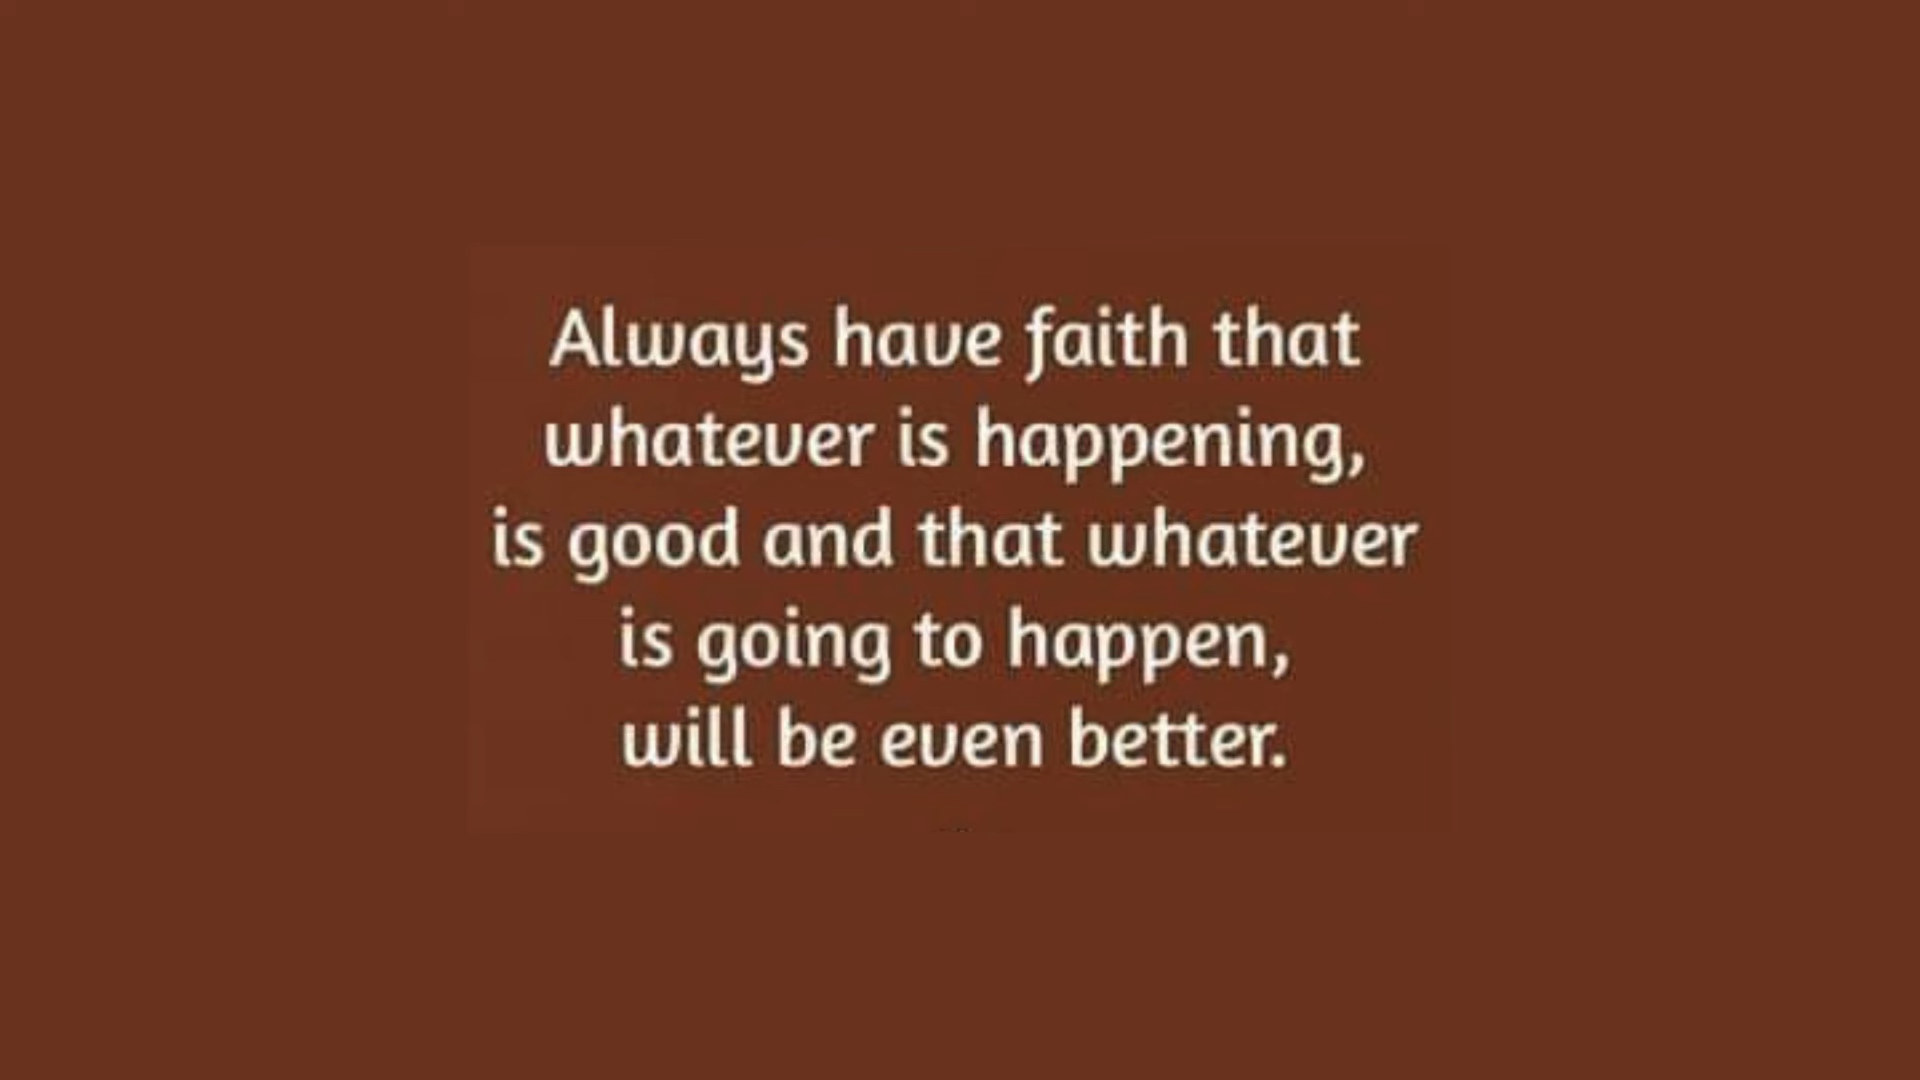 Always have faith that
whatever is happening,
is good and that whatever
is going to happen,
will be even better.